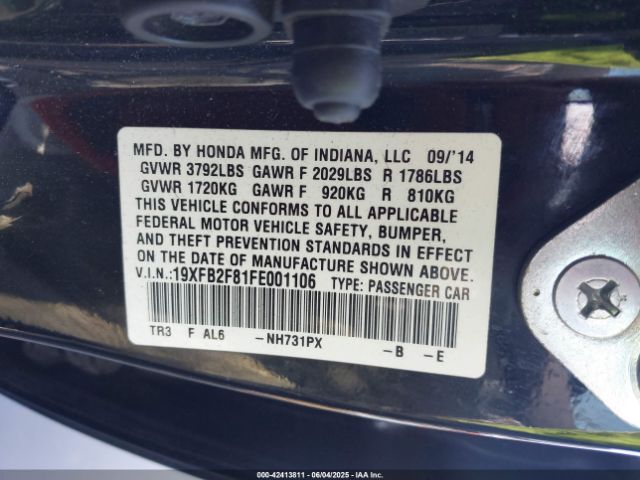 MFD. BY HONDA MFG. OF INDIANA, LLC 09/'14
GVWR 3792LBS GAWR F 2029LBS R 1786LBS
GVWR 1720KG GAWR F 920KG R 810KG
THIS VEHICLE CONFORMS TO ALL APPLICABLE
FEDERAL MOTOR VEHICLE SAFETY, BUMPER,
AND THEFT PREVENTION STANDARDS IN EFFECT
ON THE DATE OF MANUFACTURE SHOWN ABOVE.
V.I.N.:19XFB2F81FE001106 TYPE: PASSENGER CAR
TR3 F AL6 -NH731PX -B -E
000-42413811 - 06/04/2025 - IAA Inc.